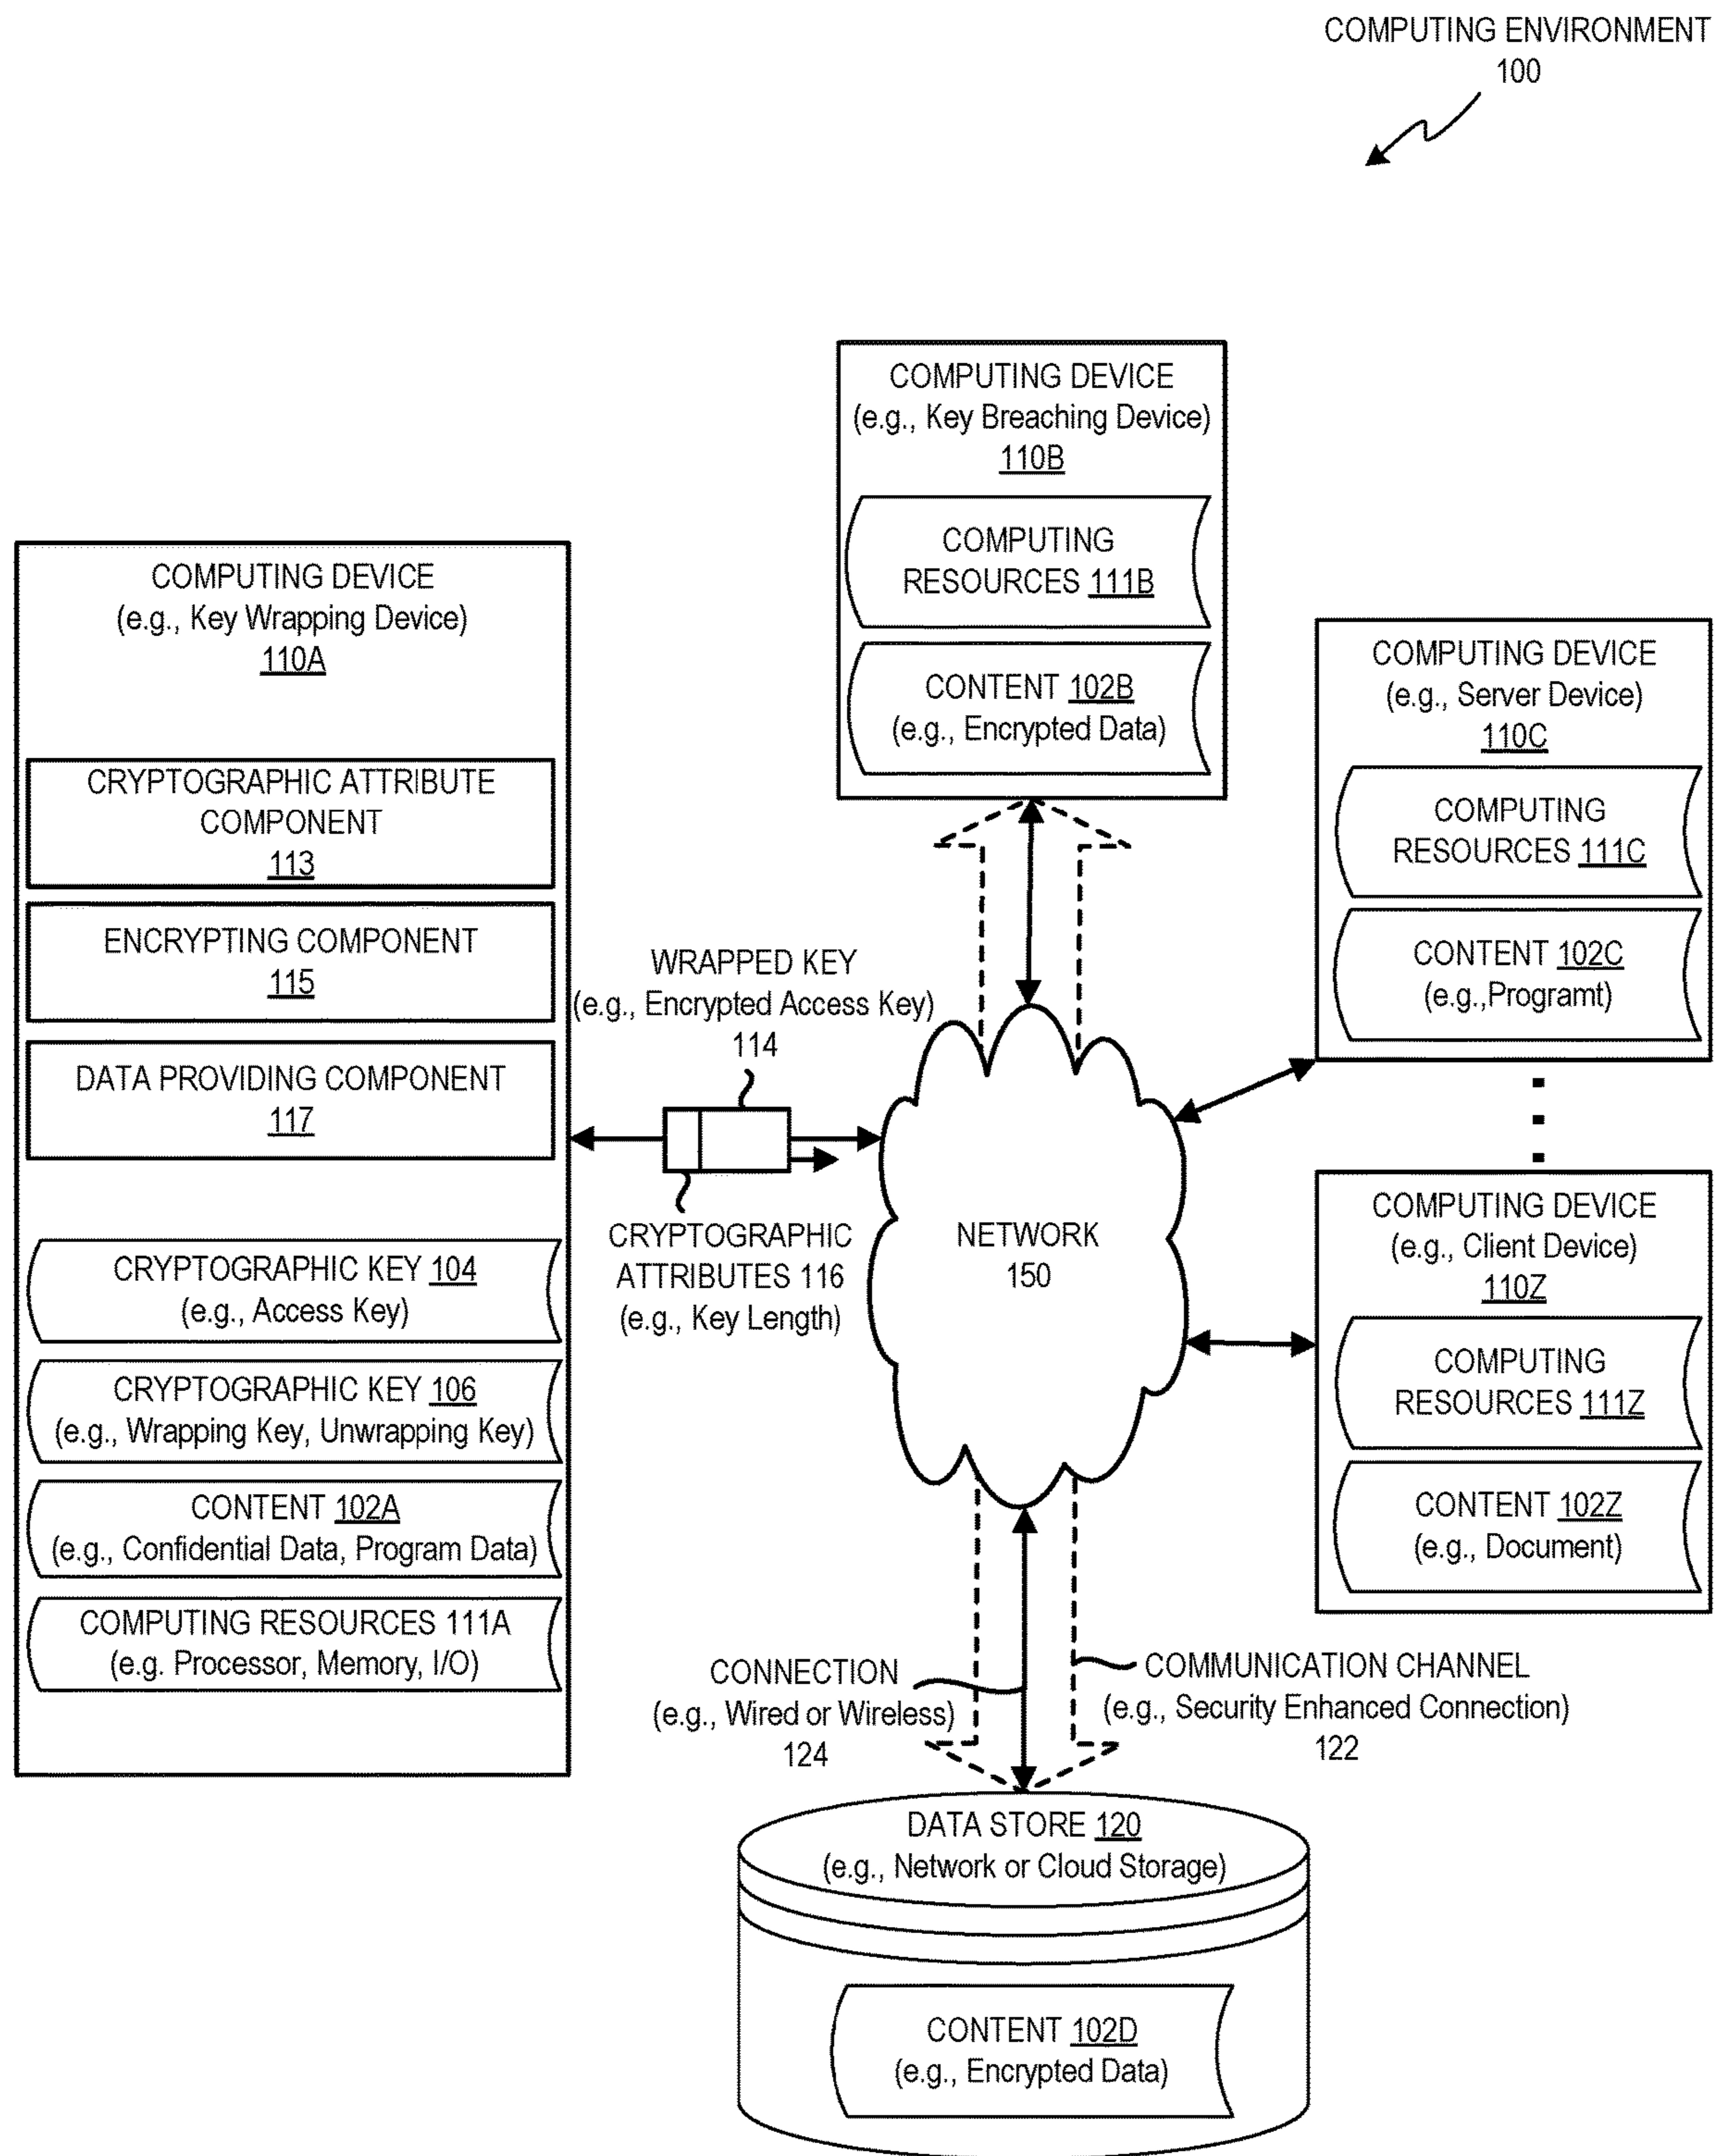 COMPUTING ENVIRONMENT
100
COMPUTING DEVICE
(e.g., Key Wrapping Device)
110A
CRYPTOGRAPHIC ATTRIBUTE
COMPONENT
113
ENCRYPTING COMPONENT
115
DATA PROVIDING COMPONENT
117
CRYPTOGRAPHIC KEY 104
(e.g., Access Key)
CRYPTOGRAPHIC KEY 106
(e.g., Wrapping Key, Unwrapping Key)
CONTENT 102A
(e.g., Confidential Data, Program Data)
COMPUTING RESOURCES 111A
(e.g. Processor, Memory, I/O)
WRAPPED KEY
(e.g., Encrypted Access Key)
114
CRYPTOGRAPHIC
ATTRIBUTES 116
(e.g., Key Length)
COMPUTING DEVICE
(e.g., Key Breaching Device)
110B
COMPUTING
RESOURCES 111B
CONTENT 102B
(e.g., Encrypted Data)
NETWORK
150
COMPUTING DEVICE
(e.g., Server Device)
110C
COMPUTING
RESOURCES 111C
CONTENT 102C
(e.g.,Programt)
COMPUTING DEVICE
(e.g., Client Device)
110Z
COMPUTING
RESOURCES 111Z
CONTENT 102Z
(e.g., Document)
CONNECTION
(e.g., Wired or Wireless)
124
COMMUNICATION CHANNEL
(e.g., Security Enhanced Connection)
122
DATA STORE 120
(e.g., Network or Cloud Storage)
CONTENT 102D
(e.g., Encrypted Data)